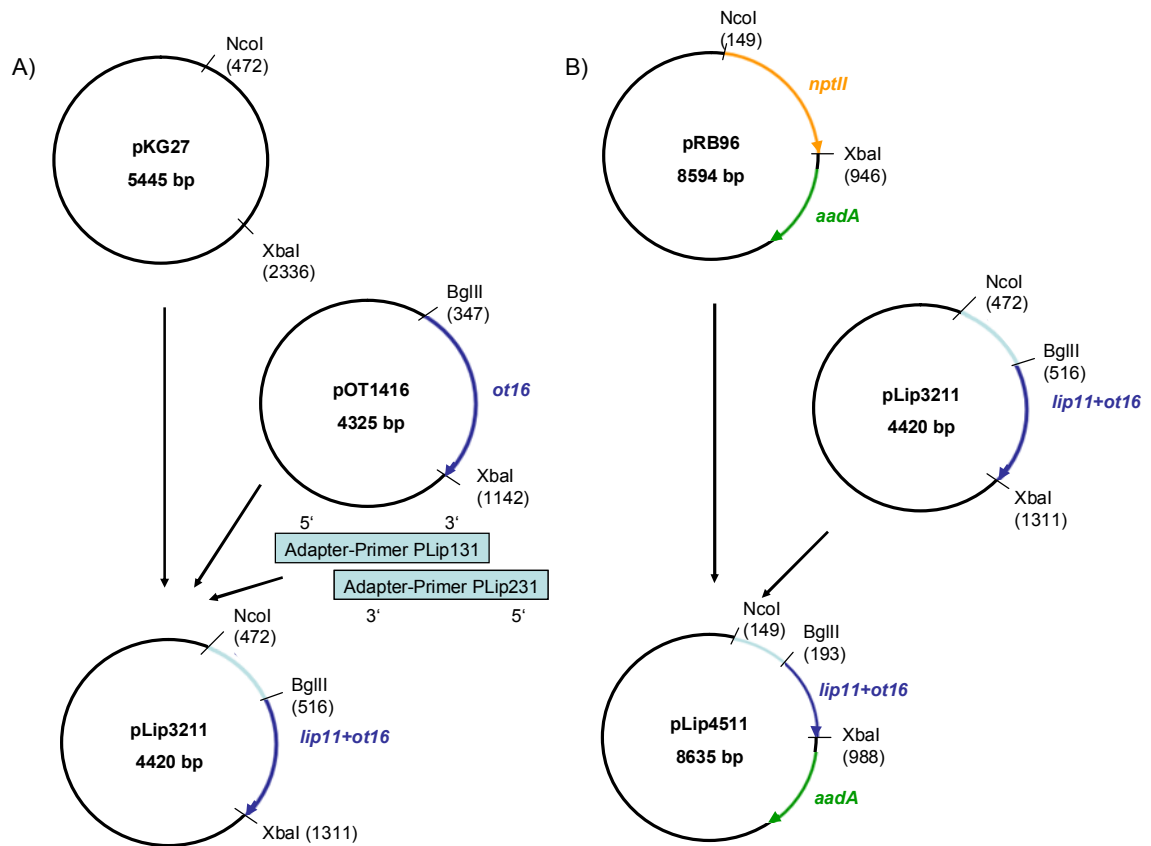 A)
NcoI
(472)
pKG27
5445 bp
XbaI
(2336)
BglII
(347)
pOT1416
4325 bp
ot16
XbaI
(1142)
5‘ 3‘
Adapter-Primer PLip131
Adapter-Primer PLip231
3‘ 5‘
NcoI
(472)
BglII
(516)
pLip3211
4420 bp
lip11+ot16
XbaI (1311)
B)
NcoI
(149)
nptII
pRB96
8594 bp
XbaI
(946)
aadA
NcoI
(472)
BglII
(516)
pLip3211
4420 bp
lip11+ot16
XbaI
(1311)
NcoI
(149)
BglII
(193)
lip11+ot16
pLip4511
8635 bp
XbaI
(988)
aadA